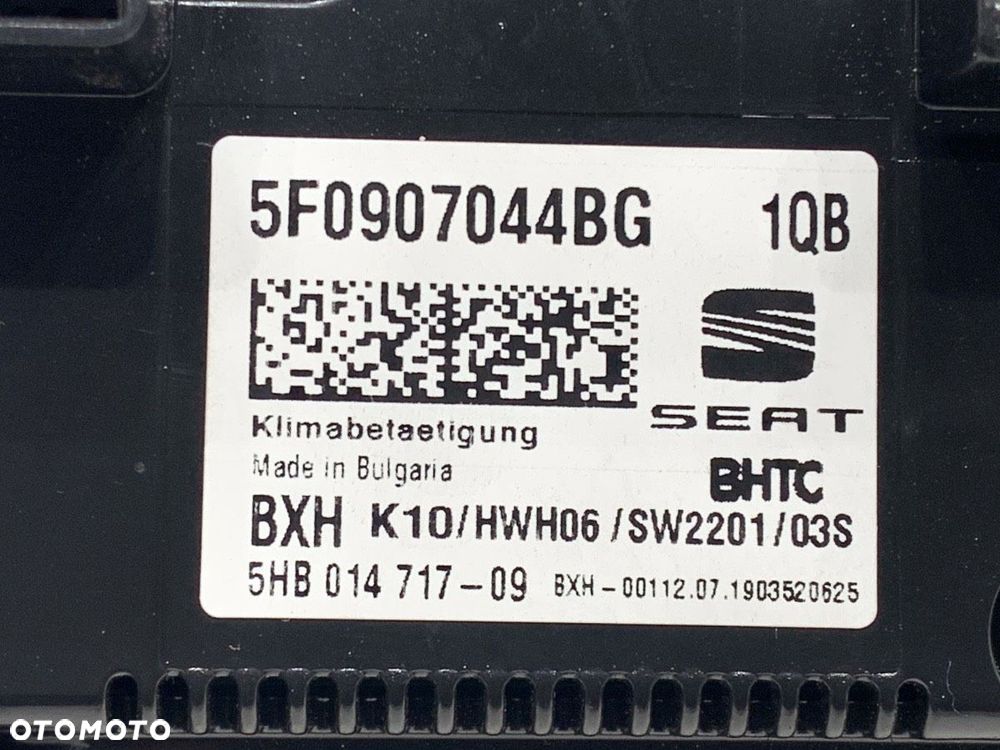 5F0907044BG 1QB
SEAT
Klimabetaetigung
Made in Bulgaria
BHTC
BXH K10/HWH06/SW2201/03S
5HB 014 717-09 BXH-00112.07.1903520625
OTOMOTO